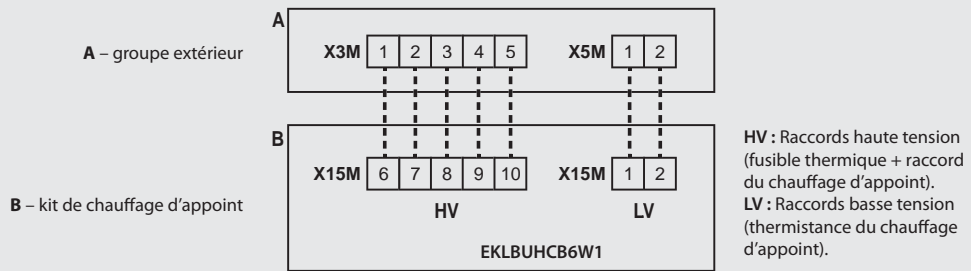 A
A – groupe extérieur
X3M 1 2 3 4 5 X5M 1 2
B
X15M 6 7 8 9 10 X15M 1 2
B – kit de chauffage d'appoint
HV LV
EKLBUHCB6W1
HV : Raccords haute tension
(fusible thermique + raccord
du chauffage d'appoint).
LV : Raccords basse tension
(thermistance du chauffage
d'appoint).